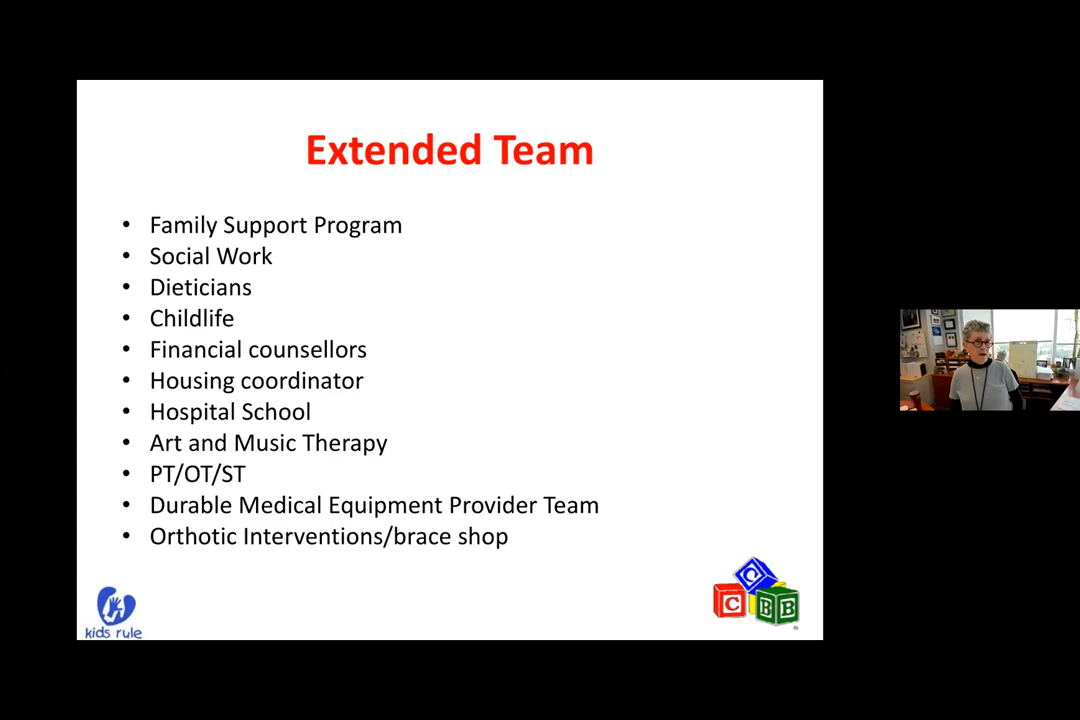 Extended Team
• Family Support Program
• Social Work
• Dieticians
• Childlife
• Financial counsellors
• Housing coordinator
• Hospital School
• Art and Music Therapy
• PT/OT/ST
• Durable Medical Equipment Provider Team
• Orthotic Interventions/brace shop
kids rule
C
C B B